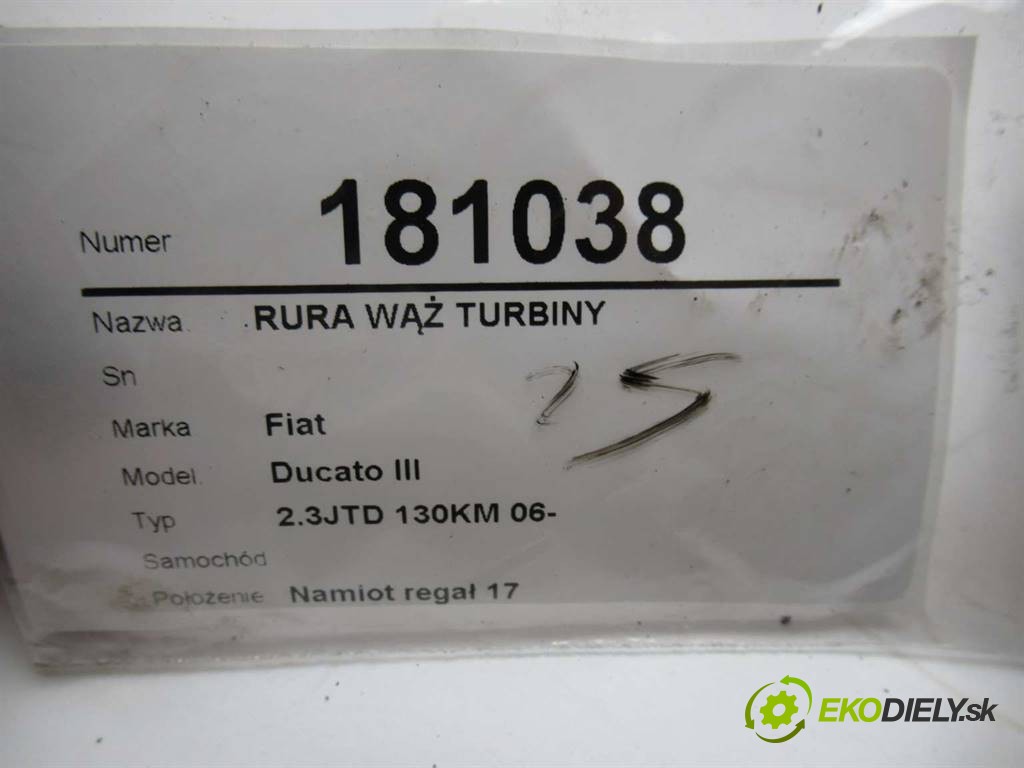 Numer 181038
Nazwa RURA WĄŻ TURBINY
Sn
25
Marka Fiat
Model Ducato III
Typ 2.3JTD 130KM 06-
Samochód
Położenie Namiot regał 17
EKODIELY.sk